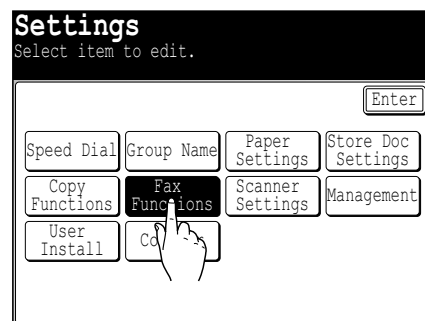 Settings
Select item to edit.
Enter
Speed Dial
Group Name
Paper
Settings
Store Doc
Settings
Copy
Functions
Fax
Functions
Scanner
Settings
Management
User
Install